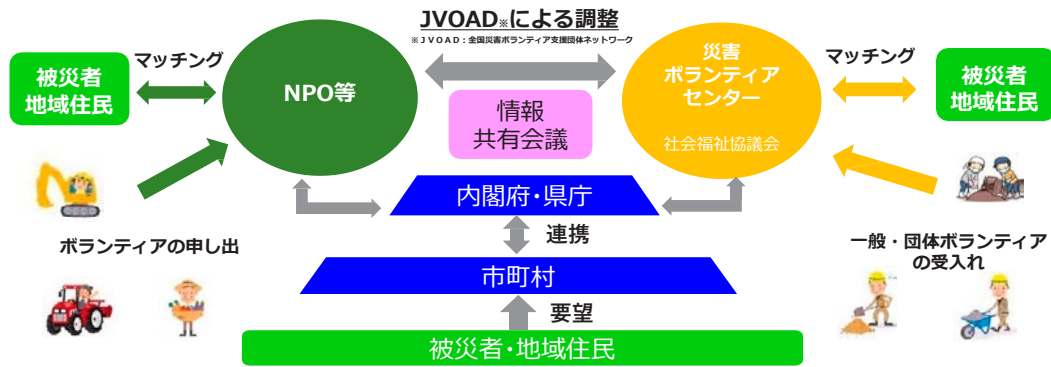 JVOAD※による調整
※JVOAD:全国災害ボランティア支援団体ネットワーク
マッチング
被災者
地域住民
NPO等
情報
共有会議
災害
ボランティア
センター
社会福祉協議会
マッチング
被災者
地域住民
内閣府・県庁
連携
ボランティアの申し出
一般・団体ボランティア
の受入れ
市町村
要望
被災者・地域住民